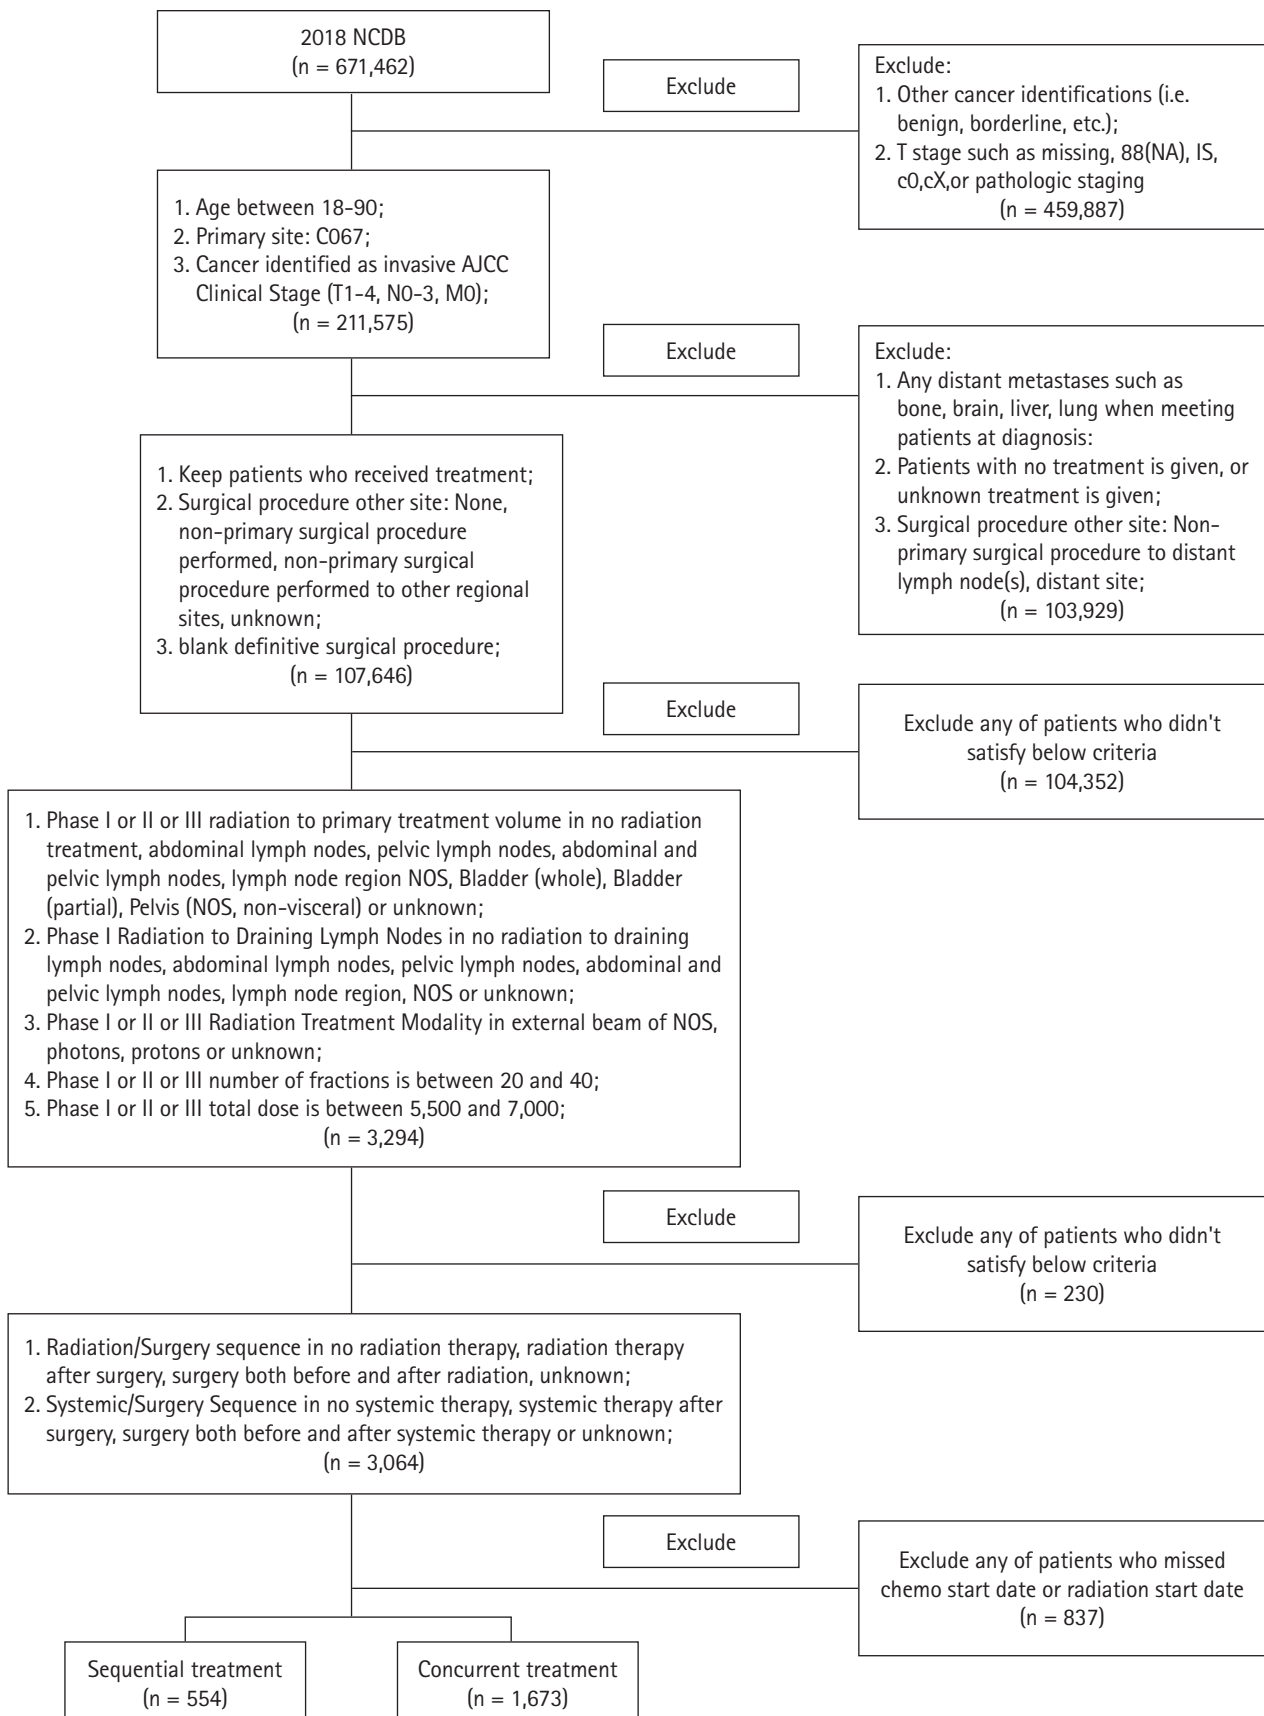 2018 NCDB
(n = 671,462)
Exclude
Exclude:
1. Other cancer identifications (i.e.
benign, borderline, etc.);
2. T stage such as missing, 88(NA), IS,
c0,cX,or pathologic staging
(n = 459,887)
1. Age between 18-90;
2. Primary site: C067;
3. Cancer identified as invasive AJCC
Clinical Stage (T1-4, N0-3, M0);
(n = 211,575)
Exclude
Exclude:
1. Any distant metastases such as
bone, brain, liver, lung when meeting
patients at diagnosis:
2. Patients with no treatment is given, or
unknown treatment is given;
3. Surgical procedure other site: Non-
primary surgical procedure to distant
lymph node(s), distant site;
(n = 103,929)
1. Keep patients who received treatment;
2. Surgical procedure other site: None,
non-primary surgical procedure
performed, non-primary surgical
procedure performed to other regional
sites, unknown;
3. blank definitive surgical procedure;
(n = 107,646)
Exclude
Exclude any of patients who didn't
satisfy below criteria
(n = 104,352)
1. Phase I or II or III radiation to primary treatment volume in no radiation
treatment, abdominal lymph nodes, pelvic lymph nodes, abdominal and
pelvic lymph nodes, lymph node region NOS, Bladder (whole), Bladder
(partial), Pelvis (NOS, non-visceral) or unknown;
2. Phase I Radiation to Draining Lymph Nodes in no radiation to draining
lymph nodes, abdominal lymph nodes, pelvic lymph nodes, abdominal and
pelvic lymph nodes, lymph node region, NOS or unknown;
3. Phase I or II or III Radiation Treatment Modality in external beam of NOS,
photons, protons or unknown;
4. Phase I or II or III number of fractions is between 20 and 40;
5. Phase I or II or III total dose is between 5,500 and 7,000;
(n = 3,294)
Exclude
Exclude any of patients who didn't
satisfy below criteria
(n = 230)
1. Radiation/Surgery sequence in no radiation therapy, radiation therapy
after surgery, surgery both before and after radiation, unknown;
2. Systemic/Surgery Sequence in no systemic therapy, systemic therapy after
surgery, surgery both before and after systemic therapy or unknown;
(n = 3,064)
Exclude
Exclude any of patients who missed
chemo start date or radiation start date
(n = 837)
Sequential treatment
(n = 554)
Concurrent treatment
(n = 1,673)